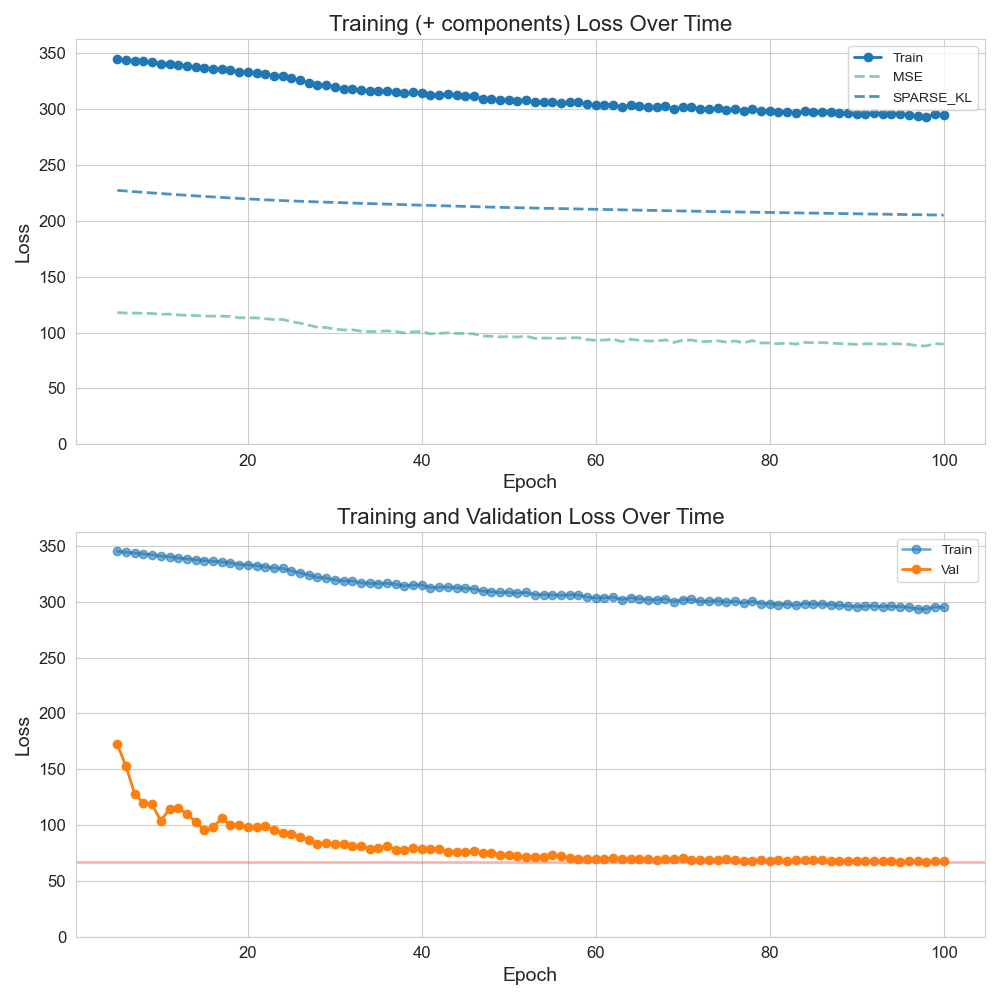 Training (+ components) Loss Over Time
350
300
250
200
150
100
50
0
Loss
Train
MSE
SPARSE_KL
20 40 60 80 100
Epoch
Training and Validation Loss Over Time
350
300
250
200
150
100
50
0
Loss
Train
Val
20 40 60 80 100
Epoch